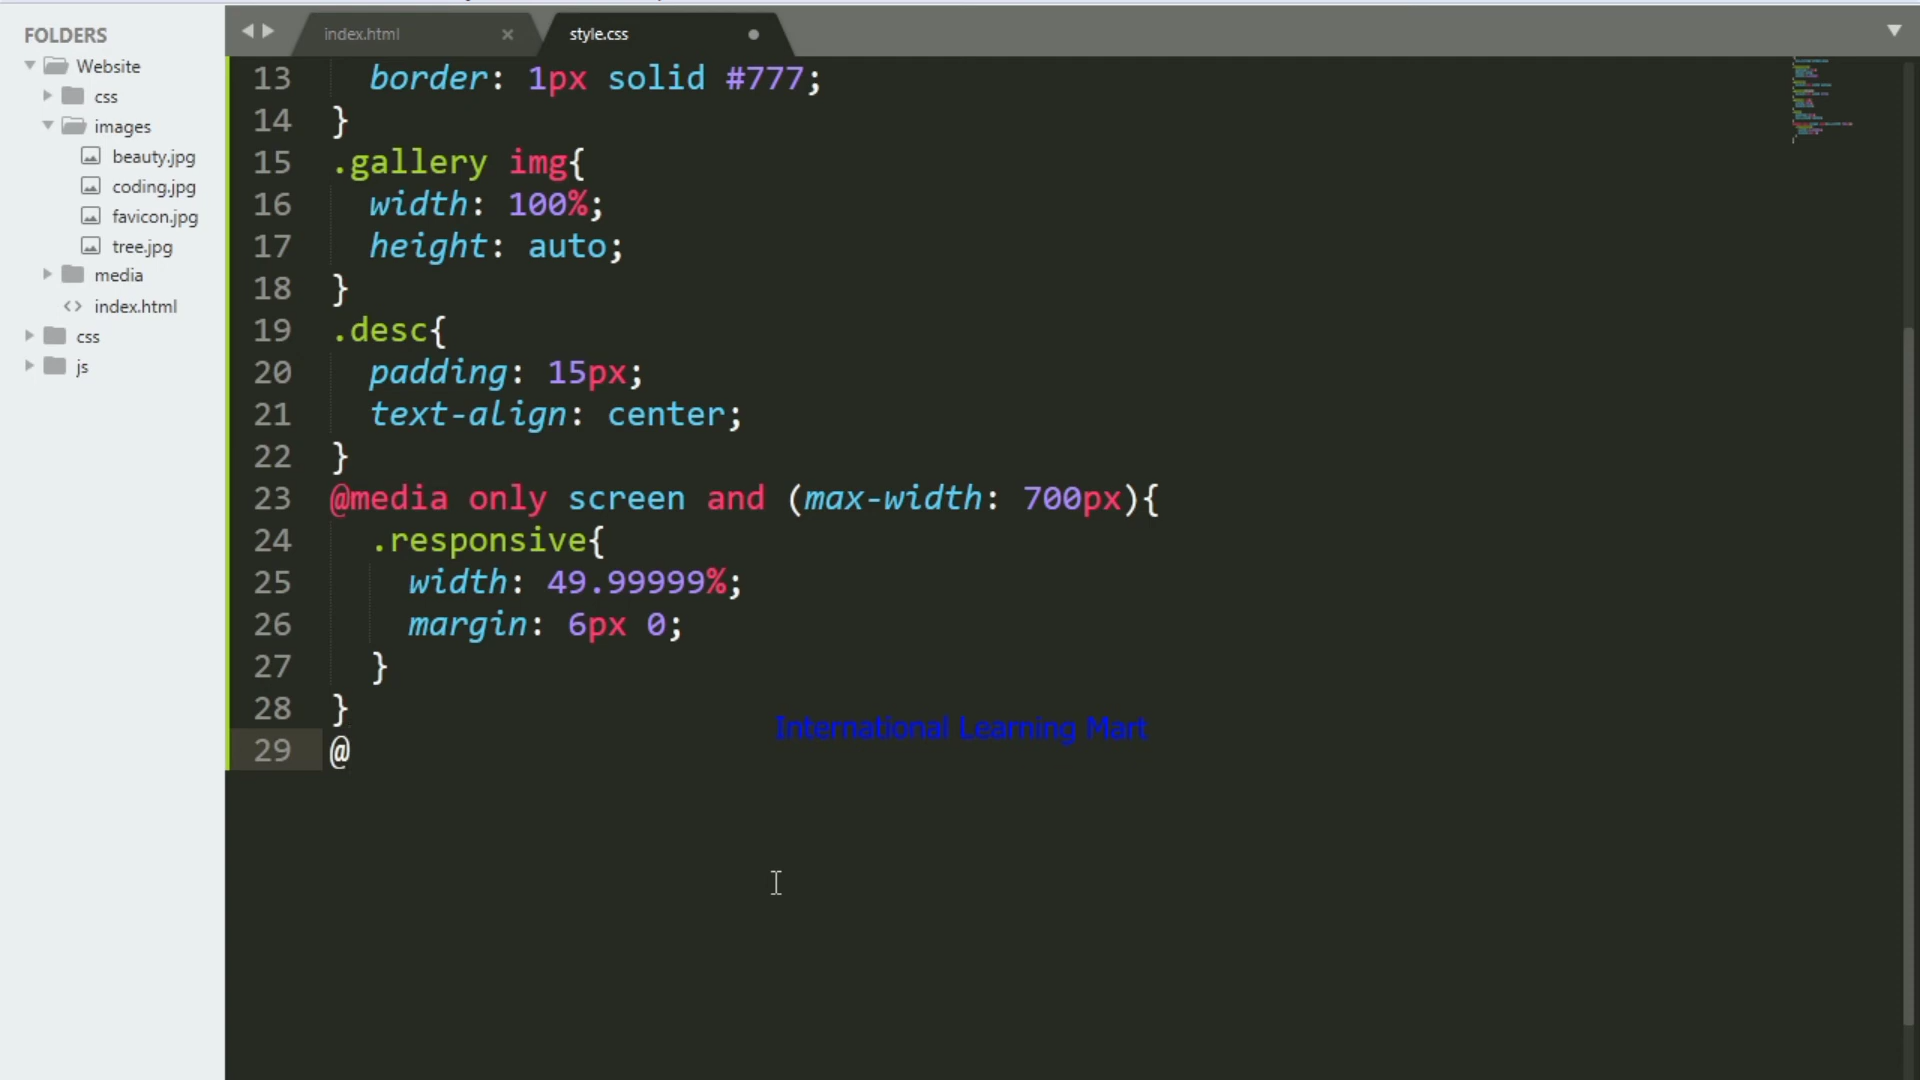 FOLDERS
Website
css
images
beauty.jpg
coding.jpg
favicon.jpg
tree.jpg
media
index.html
css
js
index.html
style.css
13 border: 1px solid #777;
14 }
15 .gallery img{
16 width: 100%;
17 height: auto;
18 }
19 .desc{
20 padding: 15px;
21 text-align: center;
22 }
23 @media only screen and (max-width: 700px){
24 .responsive{
25 width: 49.99999%;
26 margin: 6px 0;
27 }
28 }
29 @
International Learning Mart